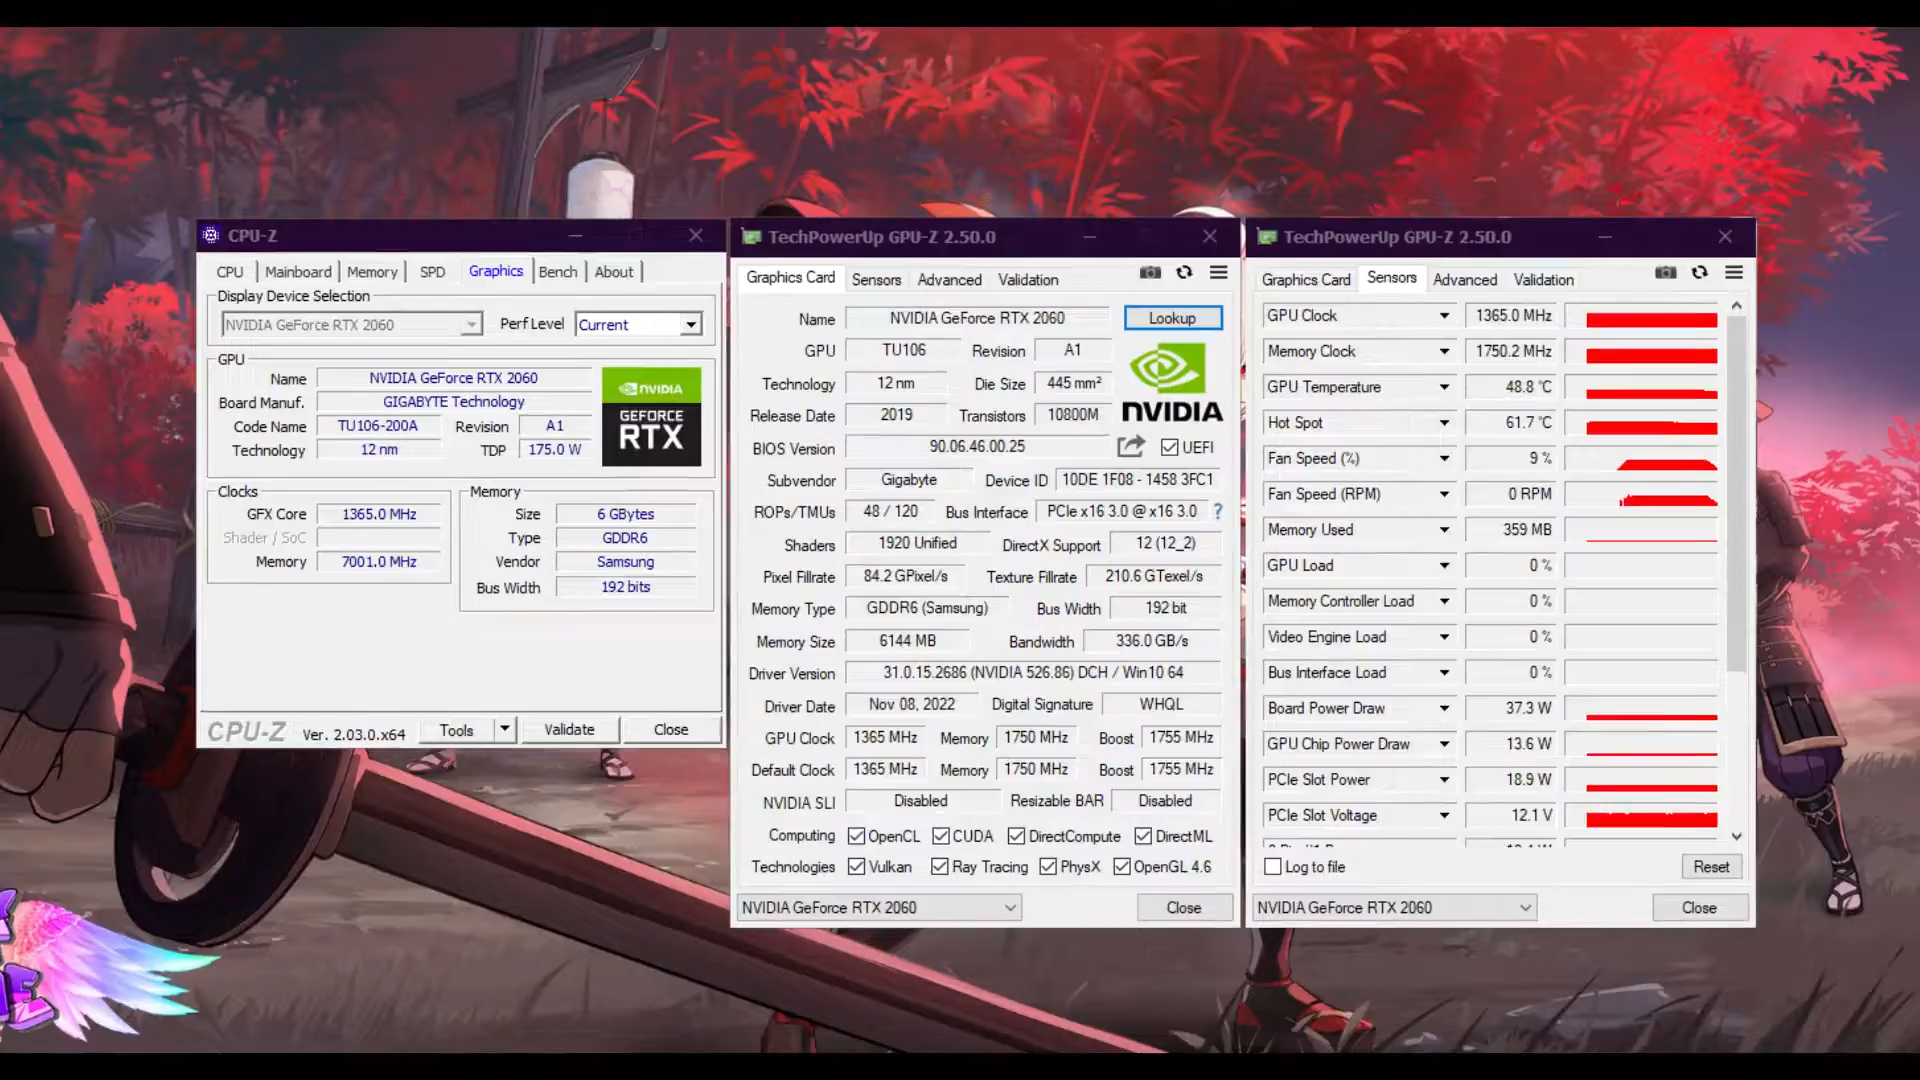 CPU-Z
CPU Mainboard Memory SPD Graphics Bench About
Display Device Selection
NVIDIA GeForce RTX 2060 Perf Level Current
GPU
Name NVIDIA GeForce RTX 2060
Board Manuf. GIGABYTE Technology
Code Name TU106-200A Revision A1
Technology 12 nm TDP 175.0 W
NVIDIA
GEFORCE
RTX
Clocks
GFX Core 1365.0 MHz
Shader / SoC
Memory 7001.0 MHz
Memory
Size 6 GBytes
Type GDDR6
Vendor Samsung
Bus Width 192 bits
CPU-Z Ver. 2.03.0.x64 Tools Validate Close
TechPowerUp GPU-Z 2.50.0
Graphics Card Sensors Advanced Validation
Name NVIDIA GeForce RTX 2060 Lookup
GPU TU106 Revision A1
Technology 12 nm Die Size 445 mm²
Release Date 2019 Transistors 10800M
NVIDIA
BIOS Version 90.06.46.00.25 UEFI
Subvendor Gigabyte Device ID 10DE 1F08 - 1458 3FC1
ROPs/TMUs 48 / 120 Bus Interface PCIe x16 3.0 @ x16 3.0 ?
Shaders 1920 Unified DirectX Support 12 (12_2)
Pixel Fillrate 84.2 GPixel/s Texture Fillrate 210.6 GTexel/s
Memory Type GDDR6 (Samsung) Bus Width 192 bit
Memory Size 6144 MB Bandwidth 336.0 GB/s
Driver Version 31.0.15.2686 (NVIDIA 526.86) DCH / Win10 64
Driver Date Nov 08, 2022 Digital Signature WHQL
GPU Clock 1365 MHz Memory 1750 MHz Boost 1755 MHz
Default Clock 1365 MHz Memory 1750 MHz Boost 1755 MHz
NVIDIA SLI Disabled Resizable BAR Disabled
Computing OpenCL CUDA DirectCompute DirectML
Technologies Vulkan Ray Tracing PhysX OpenGL 4.6
NVIDIA GeForce RTX 2060 Close
TechPowerUp GPU-Z 2.50.0
Graphics Card Sensors Advanced Validation
GPU Clock 1365.0 MHz
Memory Clock 1750.2 MHz
GPU Temperature 48.8 °C
Hot Spot 61.7 °C
Fan Speed (%) 9 %
Fan Speed (RPM) 0 RPM
Memory Used 359 MB
GPU Load 0 %
Memory Controller Load 0 %
Video Engine Load 0 %
Bus Interface Load 0 %
Board Power Draw 37.3 W
GPU Chip Power Draw 13.6 W
PCIe Slot Power 18.9 W
PCIe Slot Voltage 12.1 V
Log to file Reset
NVIDIA GeForce RTX 2060 Close